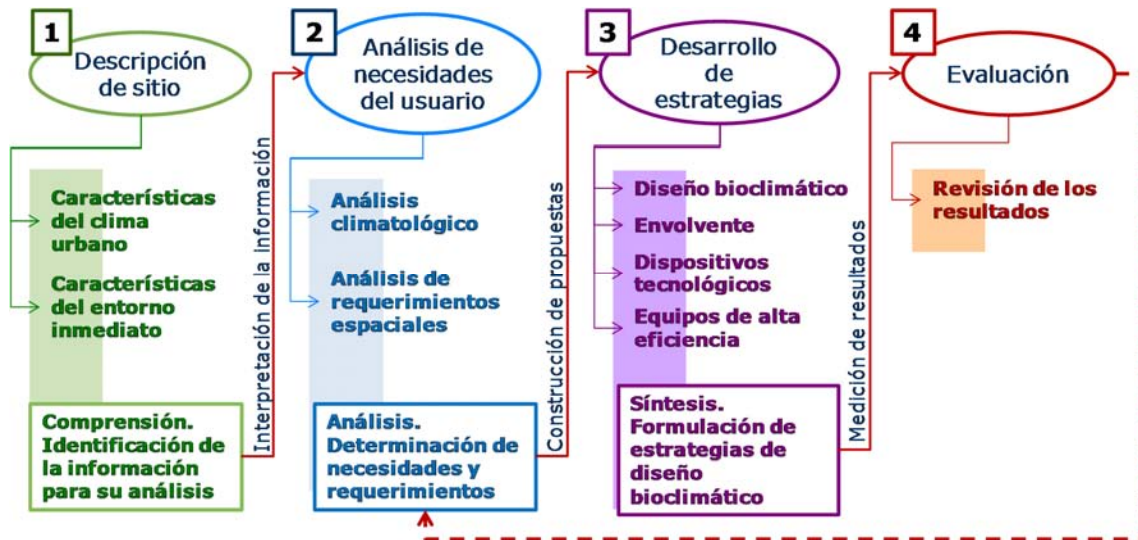 1
Descripción
de sitio
Características
del clima
urbano
Características
del entorno
inmediato
Comprensión.
Identificación de
la información
para su análisis
Interpretación de la información
2
Análisis de
necesidades
del usuario
Análisis
climatológico
Análisis de
requerimientos
espaciales
Análisis.
Determinación de
necesidades y
requerimientos
Construcción de propuestas
3
Desarrollo
de
estrategias
Diseño bioclimático
Envolvente
Dispositivos
tecnológicos
Equipos de alta
eficiencia
Síntesis.
Formulación de
estrategias de
diseño
bioclimático
Medición de resultados
4
Evaluación
Revisión de los
resultados